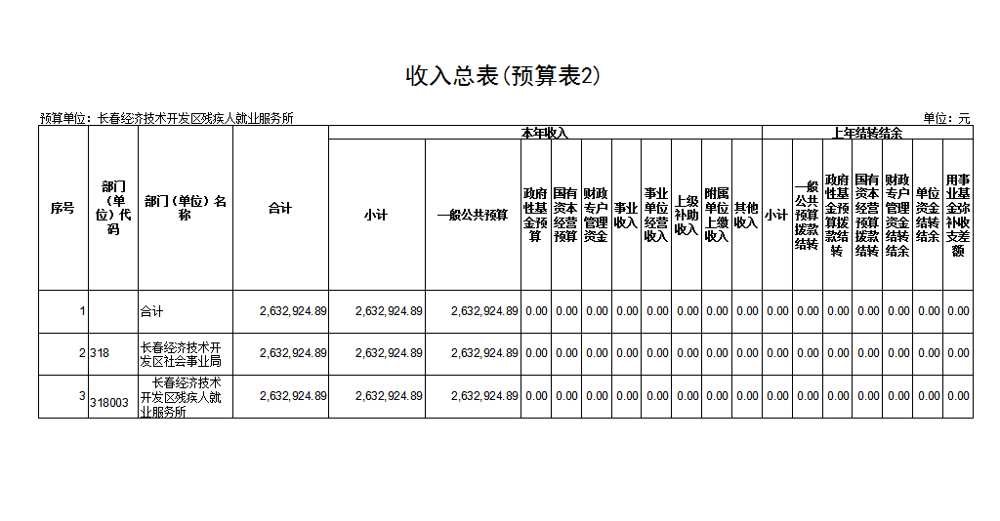 收入总表(预算表2)
预算单位：长春经济技术开发区残疾人就业服务所 单位：元
序号 部门（单位）代码 部门（单位）名称 合计 本年收入 上年结转结余
小计 一般公共预算 政府性基金预算 国有资本经营预算 财政专户管理资金 事业收入 事业单位经营收入 上级补助收入 附属单位上缴收入 其他收入 小计 一般公共预算拨款结转 政府性基金预算拨款结转 国有资本经营预算拨款结转 财政专户管理资金结转结余 单位资金结转结余 用事业基金弥补收支差额
1 合计 2,632,924.89 2,632,924.89 2,632,924.89 0.00 0.00 0.00 0.00 0.00 0.00 0.00 0.00 0.00 0.00 0.00 0.00 0.00 0.00 0.00
2 318 长春经济技术开发区社会事业局 2,632,924.89 2,632,924.89 2,632,924.89 0.00 0.00 0.00 0.00 0.00 0.00 0.00 0.00 0.00 0.00 0.00 0.00 0.00 0.00 0.00
3 318003 长春经济技术开发区残疾人就业服务所 2,632,924.89 2,632,924.89 2,632,924.89 0.00 0.00 0.00 0.00 0.00 0.00 0.00 0.00 0.00 0.00 0.00 0.00 0.00 0.00 0.00